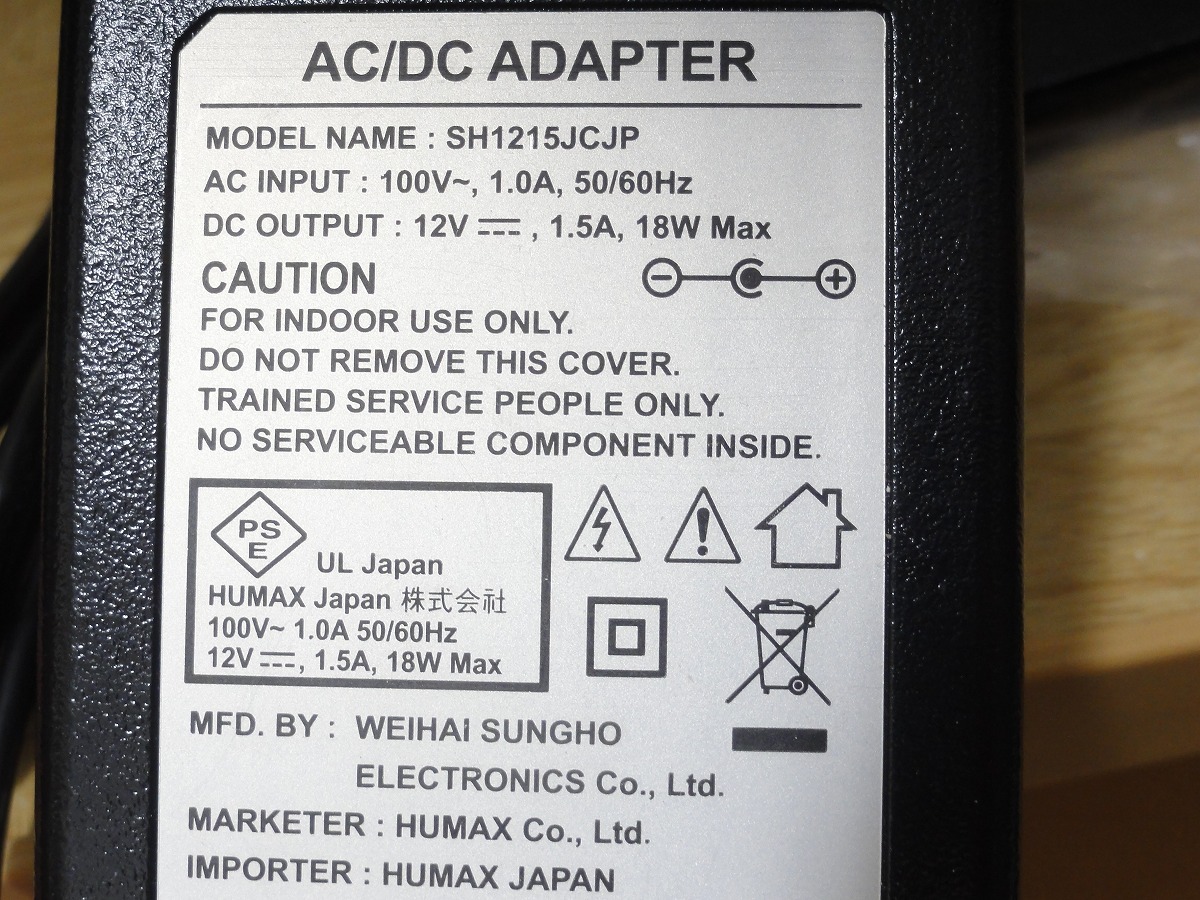 AC/DC ADAPTER
MODEL NAME : SH1215JCJP
AC INPUT : 100V~, 1.0A, 50/60Hz
DC OUTPUT : 12V ⎓ , 1.5A, 18W Max
CAUTION
FOR INDOOR USE ONLY.
DO NOT REMOVE THIS COVER.
TRAINED SERVICE PEOPLE ONLY.
NO SERVICEABLE COMPONENT INSIDE.
PS
E
UL Japan
HUMAX Japan 株式会社
100V~ 1.0A 50/60Hz
12V ⎓, 1.5A, 18W Max
MFD. BY : WEIHAI SUNGHO
ELECTRONICS Co., Ltd.
MARKETER : HUMAX Co., Ltd.
IMPORTER : HUMAX JAPAN